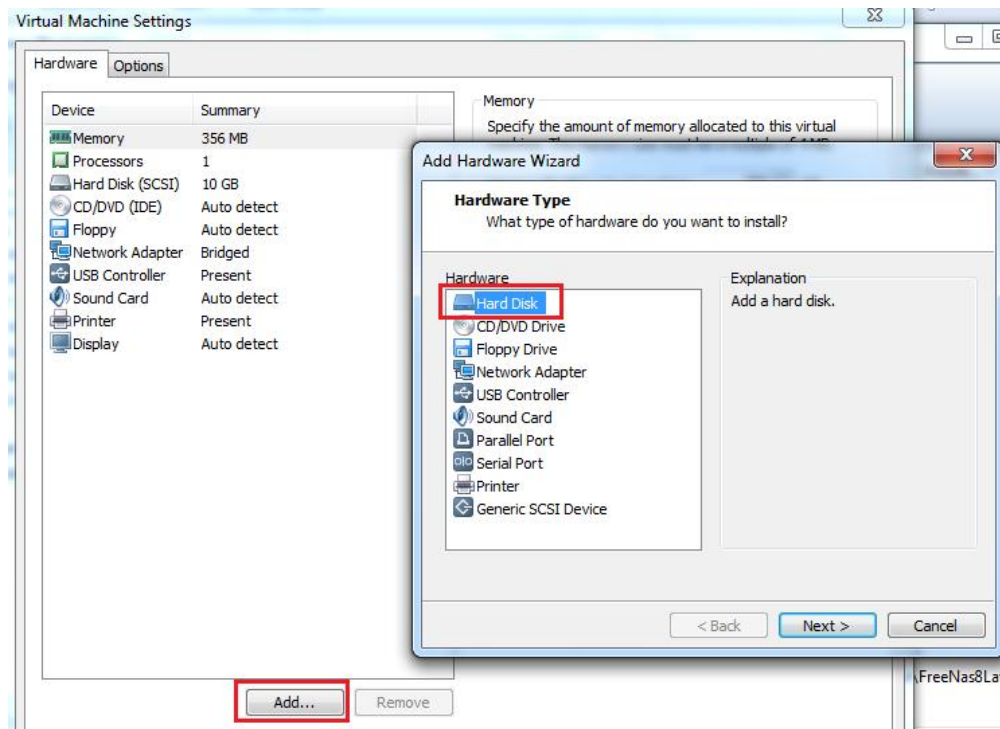 Virtual Machine Settings
Hardware Options
Device Summary
Memory 356 MB
Processors 1
Hard Disk (SCSI) 10 GB
CD/DVD (IDE) Auto detect
Floppy Auto detect
Network Adapter Bridged
USB Controller Present
Sound Card Auto detect
Printer Present
Display Auto detect
Add... Remove
Memory
Specify the amount of memory allocated to this virtual
Add Hardware Wizard
Hardware Type
What type of hardware do you want to install?
Hardware
Hard Disk
CD/DVD Drive
Floppy Drive
Network Adapter
USB Controller
Sound Card
Parallel Port
Serial Port
Printer
Generic SCSI Device
Explanation
Add a hard disk.
< Back Next > Cancel
\FreeNas8La